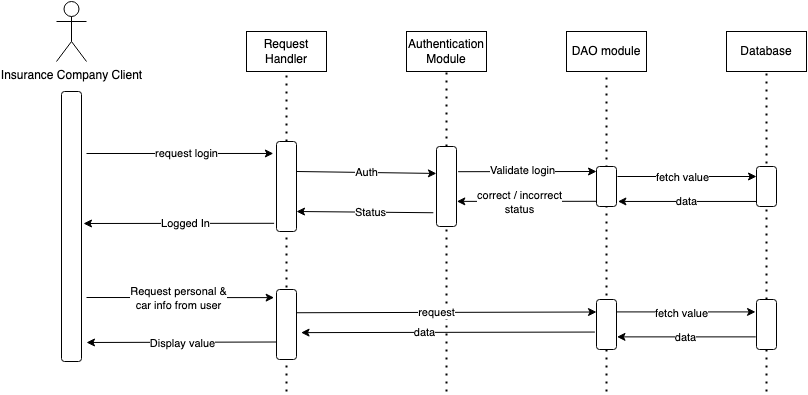 Insurance Company Client
Request
Handler
Authentication
Module
DAO module
Database
request login
Auth
Validate login
fetch value
data
correct / incorrect
status
Status
Logged In
Request personal &
car info from user
request
fetch value
data
data
Display value